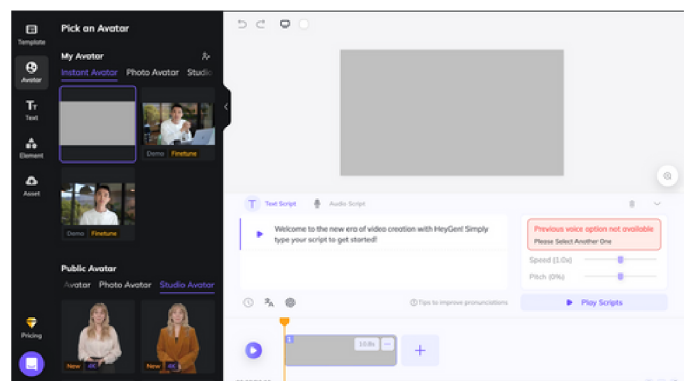 Template
Avatar
Text
Element
Asset
Pricing
Pick an Avatar
My Avatar
Instant Avatar Photo Avatar Studio
Demo Finetune
Demo Finetune
Public Avatar
Avatar Photo Avatar Studio Avatar
New 4K
New 4K
T Text Script Audio Script
Welcome to the new era of video creation with HeyGen! Simply
type your script to get started!
Tips to improve pronunciations
Previous voice option not available
Please Select Another One
Speed (1.0x)
Pitch (0%)
Play Scripts
1
10.8s